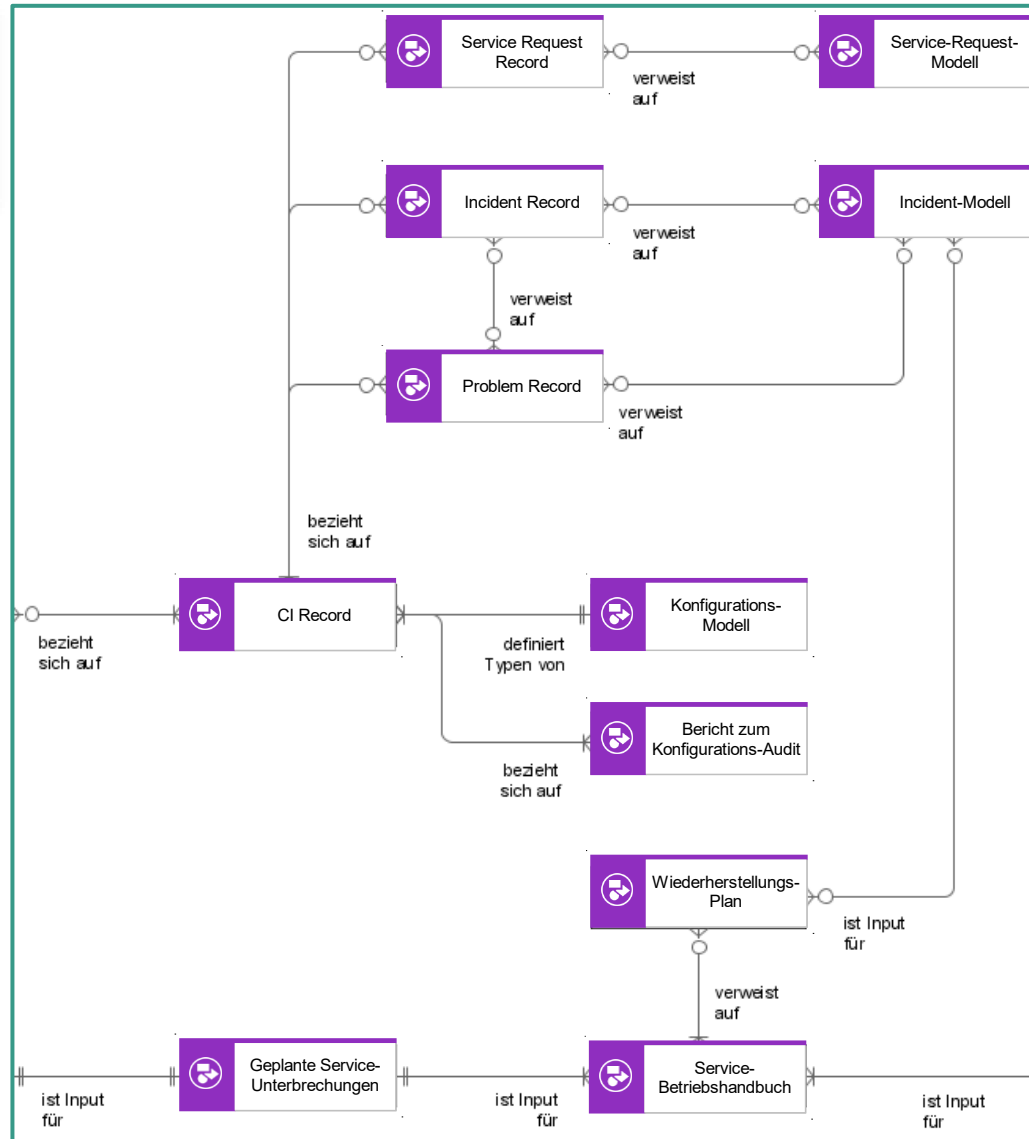 Service Request
Record
verweist
auf
Service-Request-
Modell
Incident Record
verweist
auf
Incident-Modell
verweist
auf
Problem Record
verweist
auf
bezieht
sich auf
bezieht
sich auf
CI Record
definiert
Typen von
Konfigurations-
Modell
bezieht
sich auf
Bericht zum
Konfigurations-Audit
Wiederherstellungs-
Plan
ist Input
für
verweist
auf
ist Input
für
Geplante Service-
Unterbrechungen
ist Input
für
Service-
Betriebshandbuch
ist Input
für